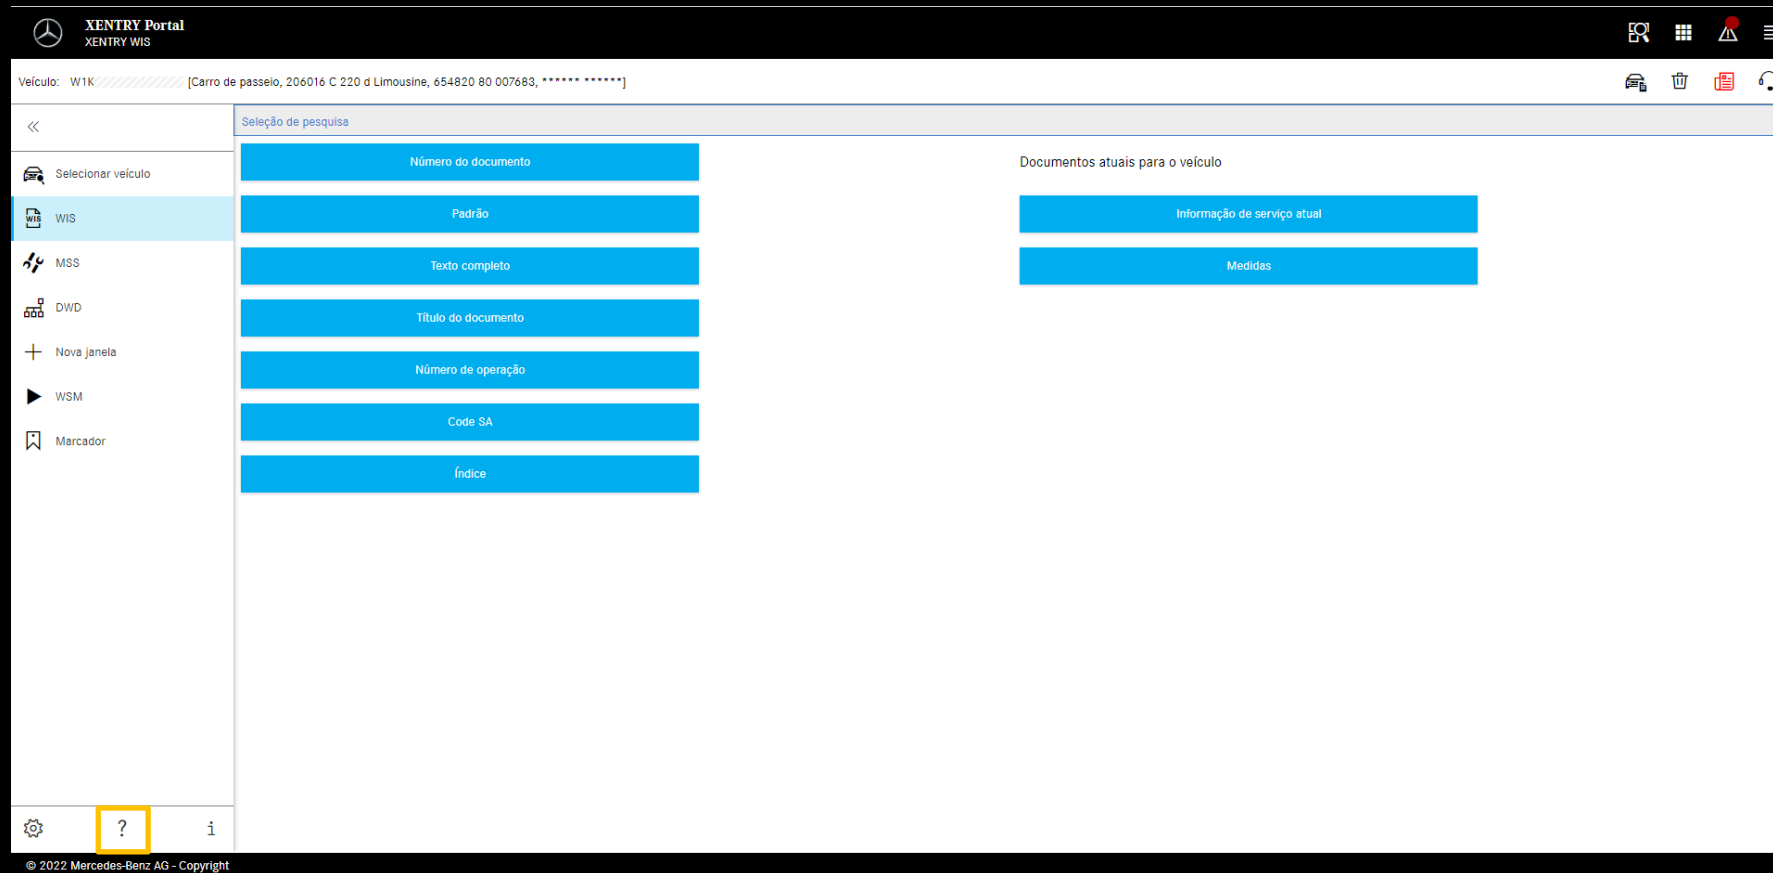 XENTRY Portal
XENTRY WIS
Veículo: W1K [Carro de passeio, 206016 C 220 d Limousine, 654820 80 007683, ****** ******]
Seleção de pesquisa
Selecionar veículo
WIS
WIS
MSS
DWD
Nova janela
WSM
Marcador
Número do documento
Padrão
Texto completo
Título do documento
Número de operação
Code SA
Índice
Documentos atuais para o veículo
Informação de serviço atual
Medidas
? i
© 2022 Mercedes-Benz AG - Copyright